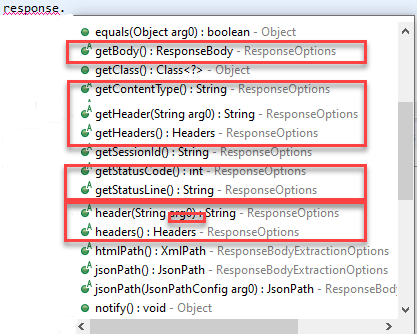 response.
equals(Object arg0) : boolean - Object
getBody() : ResponseBody - ResponseOptions
getClass() : Class<?> - Object
getContentType() : String - ResponseOptions
getHeader(String arg0) : String - ResponseOptions
getHeaders() : Headers - ResponseOptions
getSessionId() : String - ResponseOptions
getStatusCode() : int - ResponseOptions
getStatusLine() : String - ResponseOptions
header(String arg0) : String - ResponseOptions
headers() : Headers - ResponseOptions
htmlPath() : XmlPath - ResponseBodyExtractionOptions
jsonPath() : JsonPath - ResponseBodyExtractionOptions
jsonPath(JsonPathConfig arg0) : JsonPath - ResponseBody
notify() : void - Object